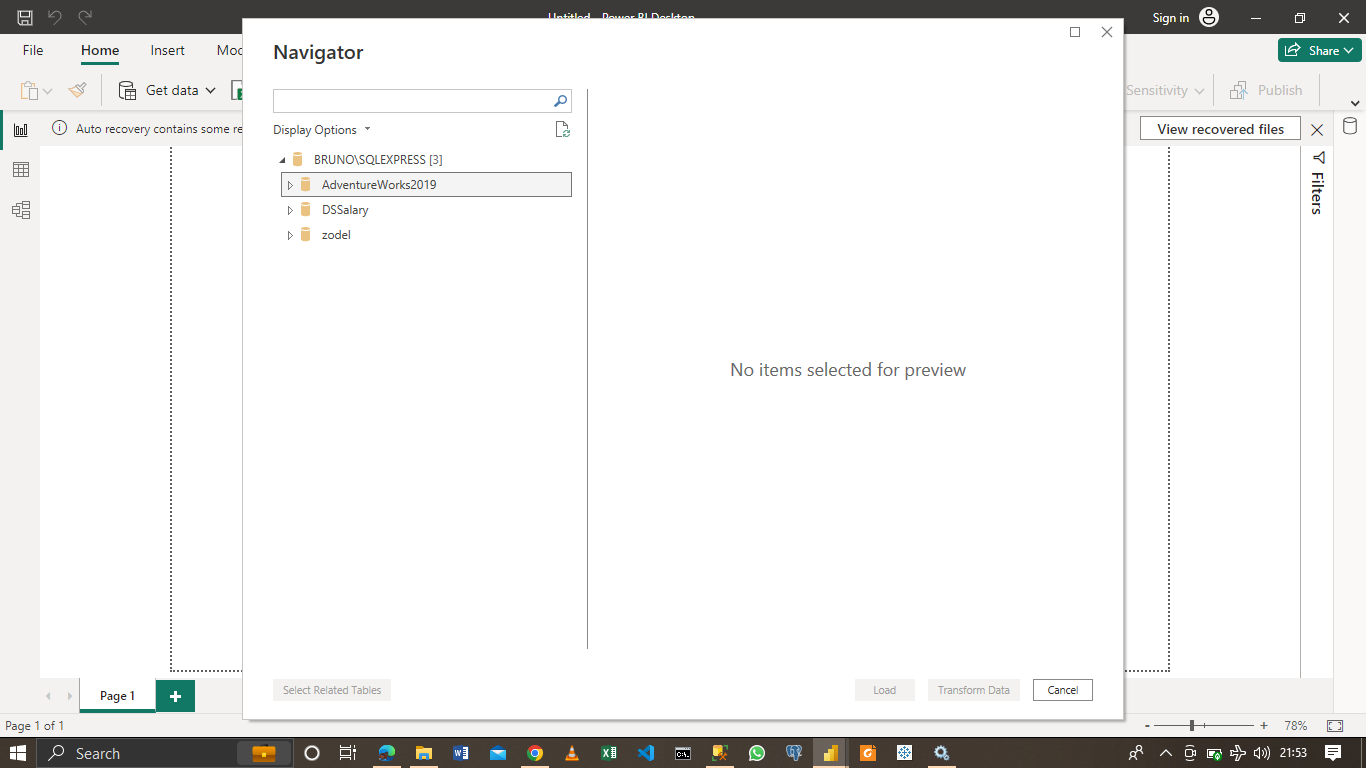 Untitled - Power BI Desktop
Sign in
File
Home
Insert
Share
Get data
Sensitivity
Publish
Auto recovery contains some
View recovered files
Filters
Navigator
Display Options
BRUNO\SQLEXPRESS [3]
AdventureWorks2019
DSSalary
zodel
No items selected for preview
Select Related Tables
Load
Transform Data
Cancel
Page 1
+
Page 1 of 1
- + 78%
Search
21:53